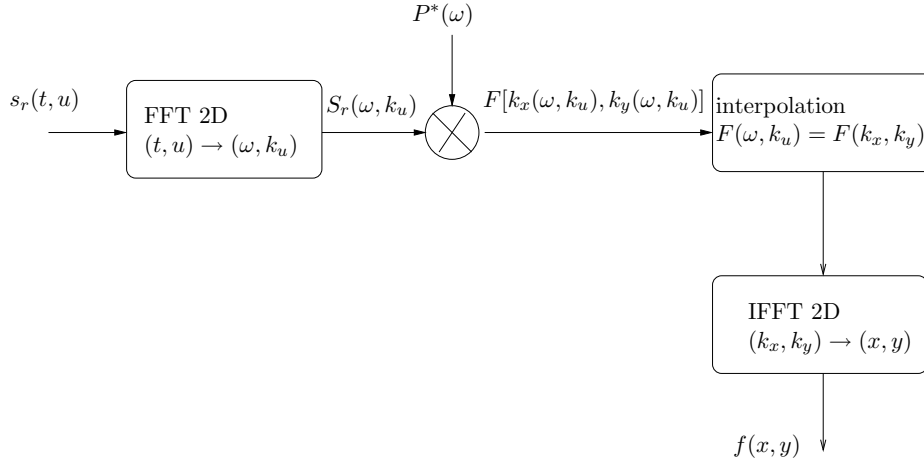 P*(ω)
s_r(t, u)
FFT 2D
(t, u) → (ω, k_u)
S_r(ω, k_u)
F[k_x(ω, k_u), k_y(ω, k_u)]
interpolation
F(ω, k_u) = F(k_x, k_y)
IFFT 2D
(k_x, k_y) → (x, y)
f(x, y)